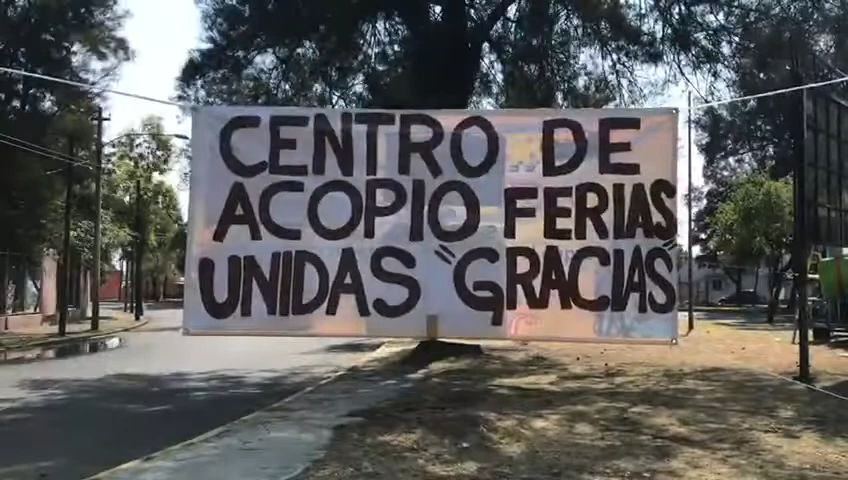 CENTRO DE
ACOPIO FERIAS
UNIDAS "GRACIAS"